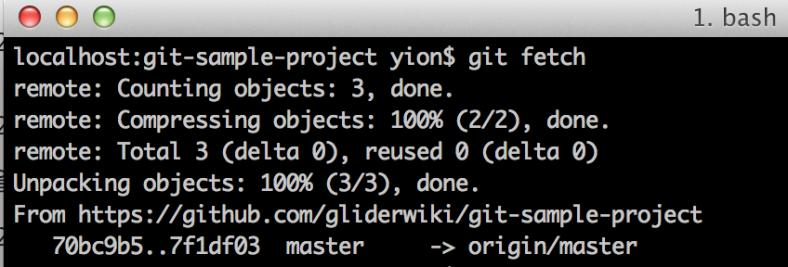 1. bash
localhost:git-sample-project yion$ git fetch
remote: Counting objects: 3, done.
remote: Compressing objects: 100% (2/2), done.
remote: Total 3 (delta 0), reused 0 (delta 0)
Unpacking objects: 100% (3/3), done.
From https://github.com/gliderwiki/git-sample-project
   70bc9b5..7f1df03  master     -> origin/master